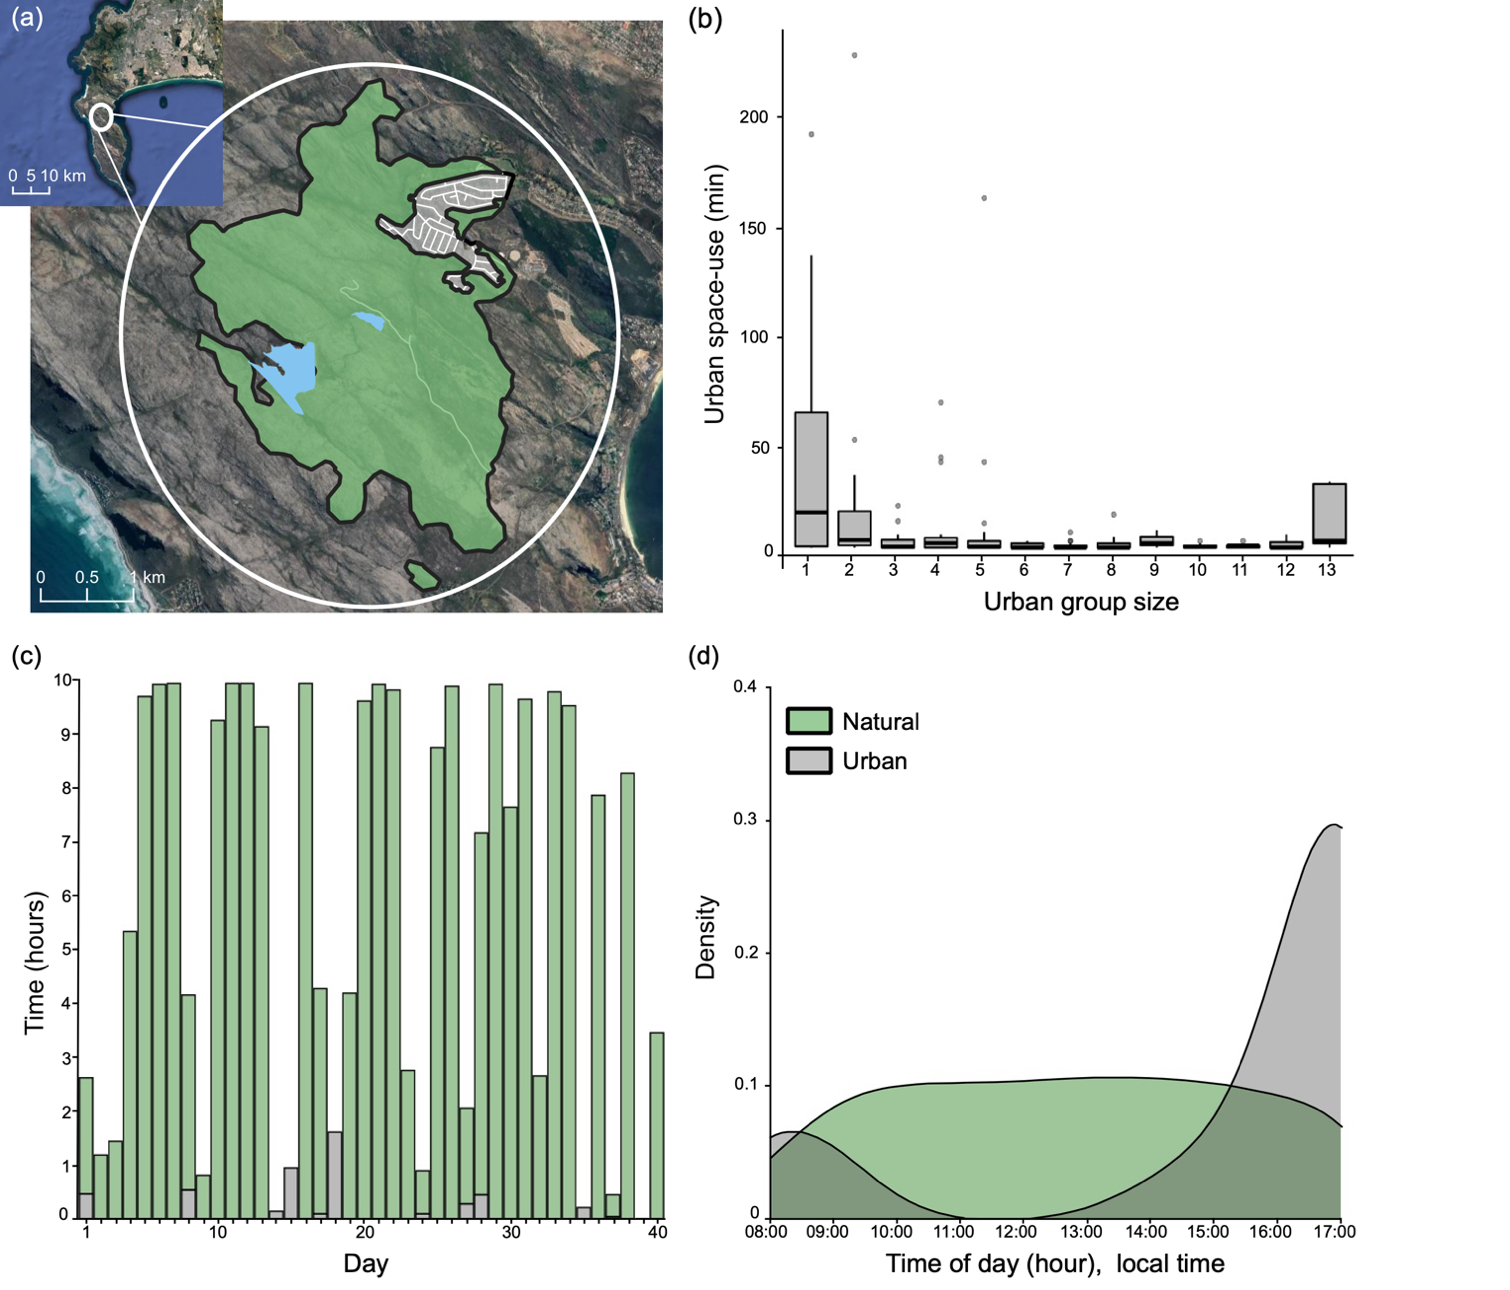 (a)
0 5 10 km
0 0.5 1 km
(b)
Urban space-use (min)
200
150
100
50
0
1 2 3 4 5 6 7 8 9 10 11 12 13
Urban group size
(c)
Time (hours)
10
9
8
7
6
5
4
3
2
1
0
1 10 20 30 40
Day
(d)
Density
0.4
0.3
0.2
0.1
0
Natural
Urban
08:00 09:00 10:00 11:00 12:00 13:00 14:00 15:00 16:00 17:00
Time of day (hour), local time